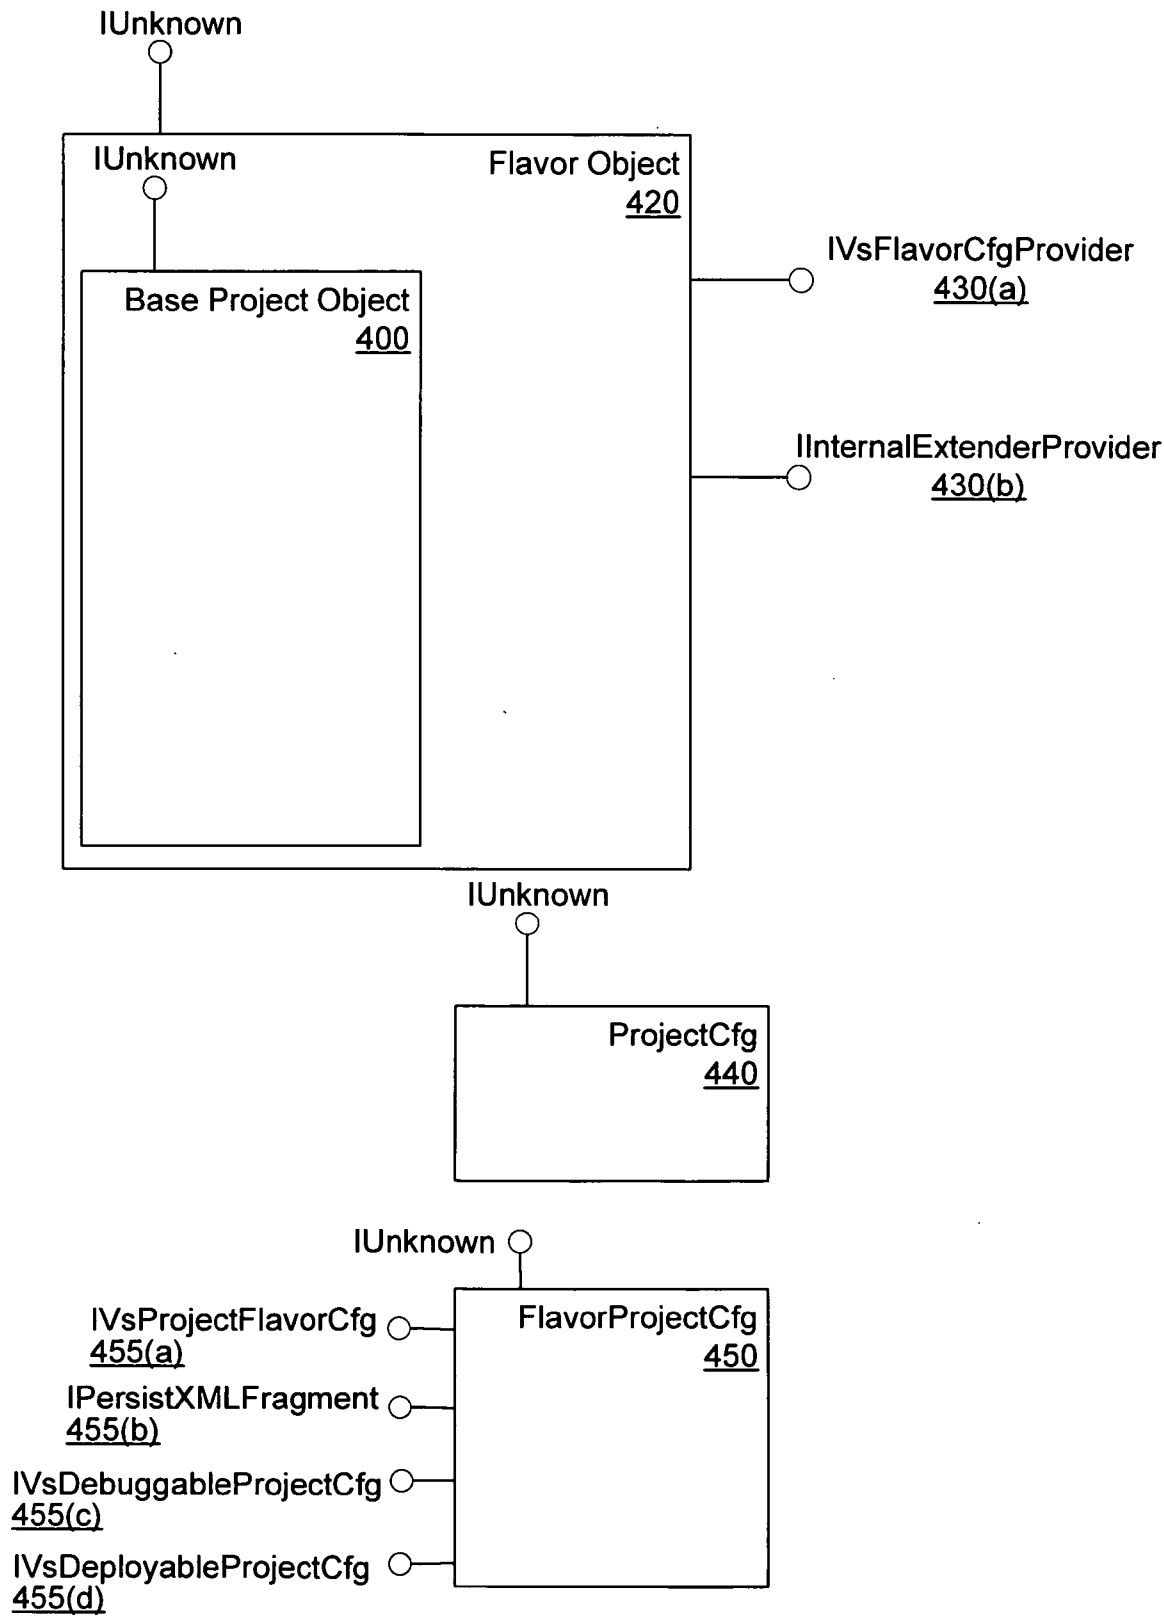 IUnknown
IUnknown
Flavor Object
420
IVsFlavorCfgProvider
430(a)
Base Project Object
400
IInternalExtenderProvider
430(b)
IUnknown
ProjectCfg
440
IUnknown
FlavorProjectCfg
450
IVsProjectFlavorCfg
455(a)
IPersistXMLFragment
455(b)
IVsDebuggableProjectCfg
455(c)
IVsDeployableProjectCfg
455(d)